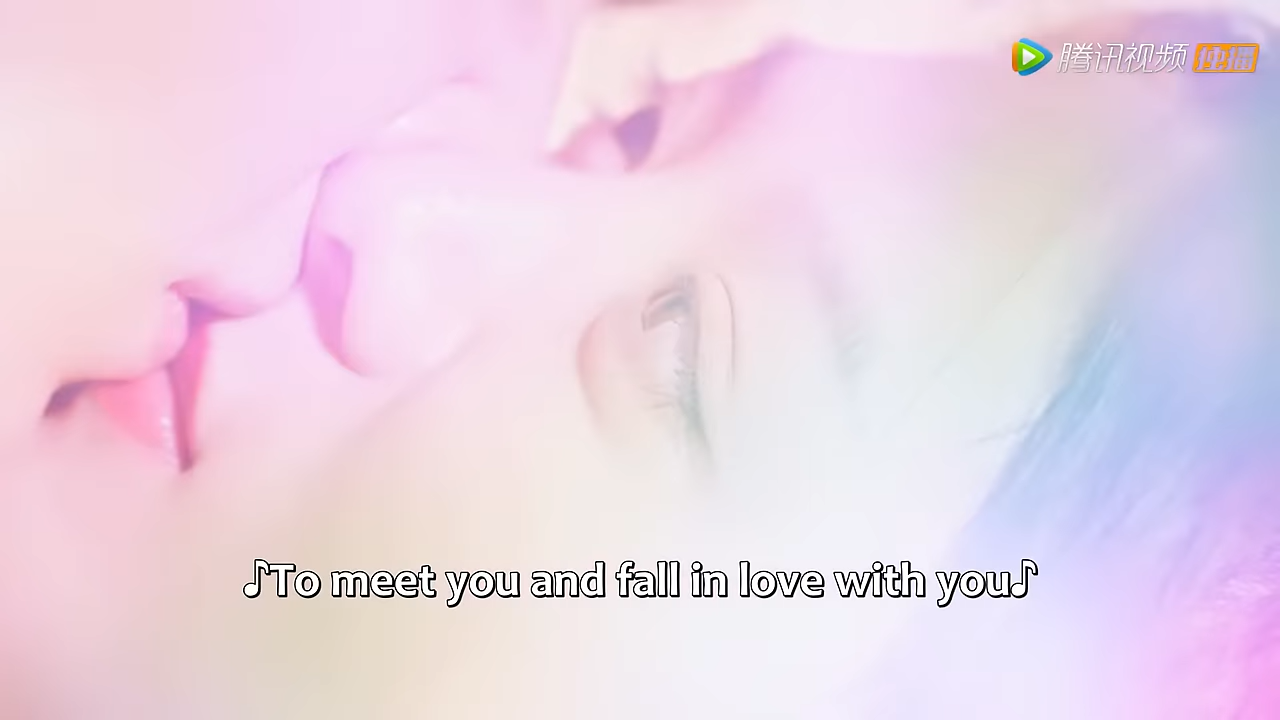 腾讯视频 独播
♪To meet you and fall in love with you♪